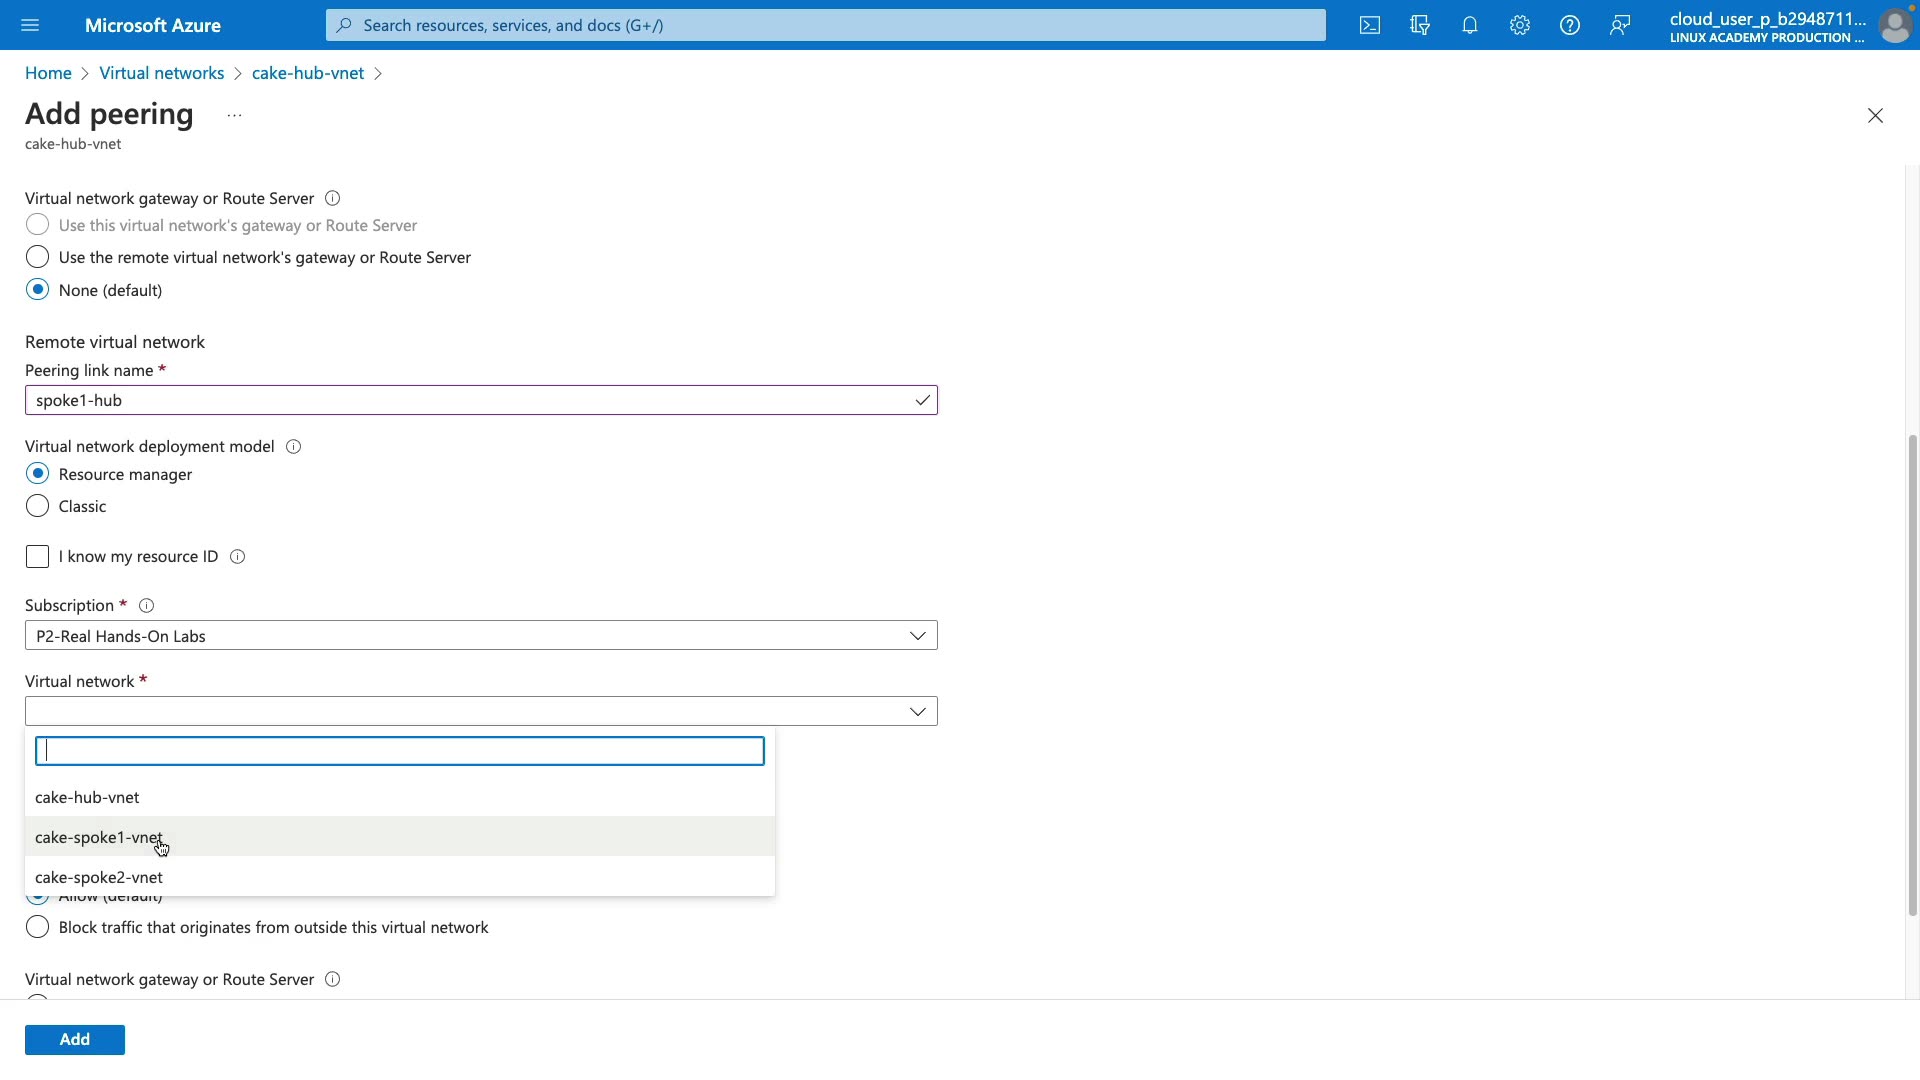 Microsoft Azure
Search resources, services, and docs (G+/)
cloud_user_p_b2948711...
LINUX ACADEMY PRODUCTION ...
Home > Virtual networks > cake-hub-vnet >
Add peering ...
cake-hub-vnet
Virtual network gateway or Route Server
Use this virtual network's gateway or Route Server
Use the remote virtual network's gateway or Route Server
None (default)
Remote virtual network
Peering link name *
spoke1-hub
Virtual network deployment model
Resource manager
Classic
I know my resource ID
Subscription *
P2-Real Hands-On Labs
Virtual network *
cake-hub-vnet
cake-spoke1-vnet
cake-spoke2-vnet
Allow (default)
Block traffic that originates from outside this virtual network
Virtual network gateway or Route Server
Add